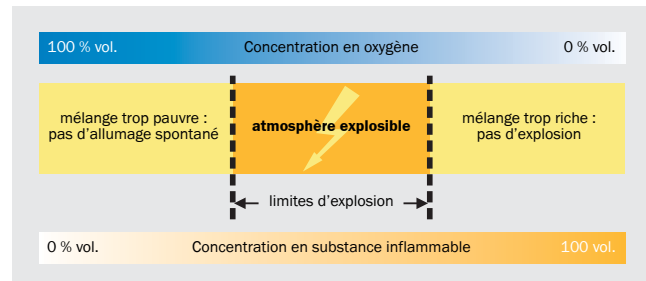 100 % vol. Concentration en oxygène 0 % vol.
mélange trop pauvre :
pas d'allumage spontané
atmosphère explosible
mélange trop riche :
pas d'explosion
limites d'explosion
0 % vol. Concentration en substance inflammable 100 vol.